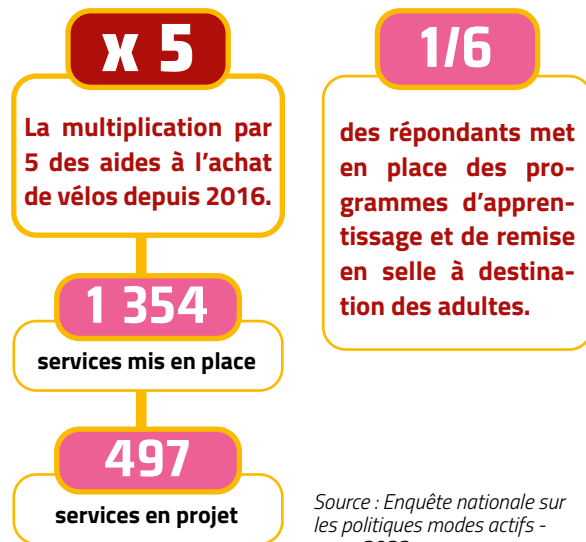 x 5
La multiplication par
5 des aides à l'achat
de vélos depuis 2016.
1 354
services mis en place
497
services en projet
1/6
des répondants met
en place des pro-
grammes d'appren-
tissage et de remise
en selle à destina-
tion des adultes.
Source : Enquête nationale sur
les politiques modes actifs -